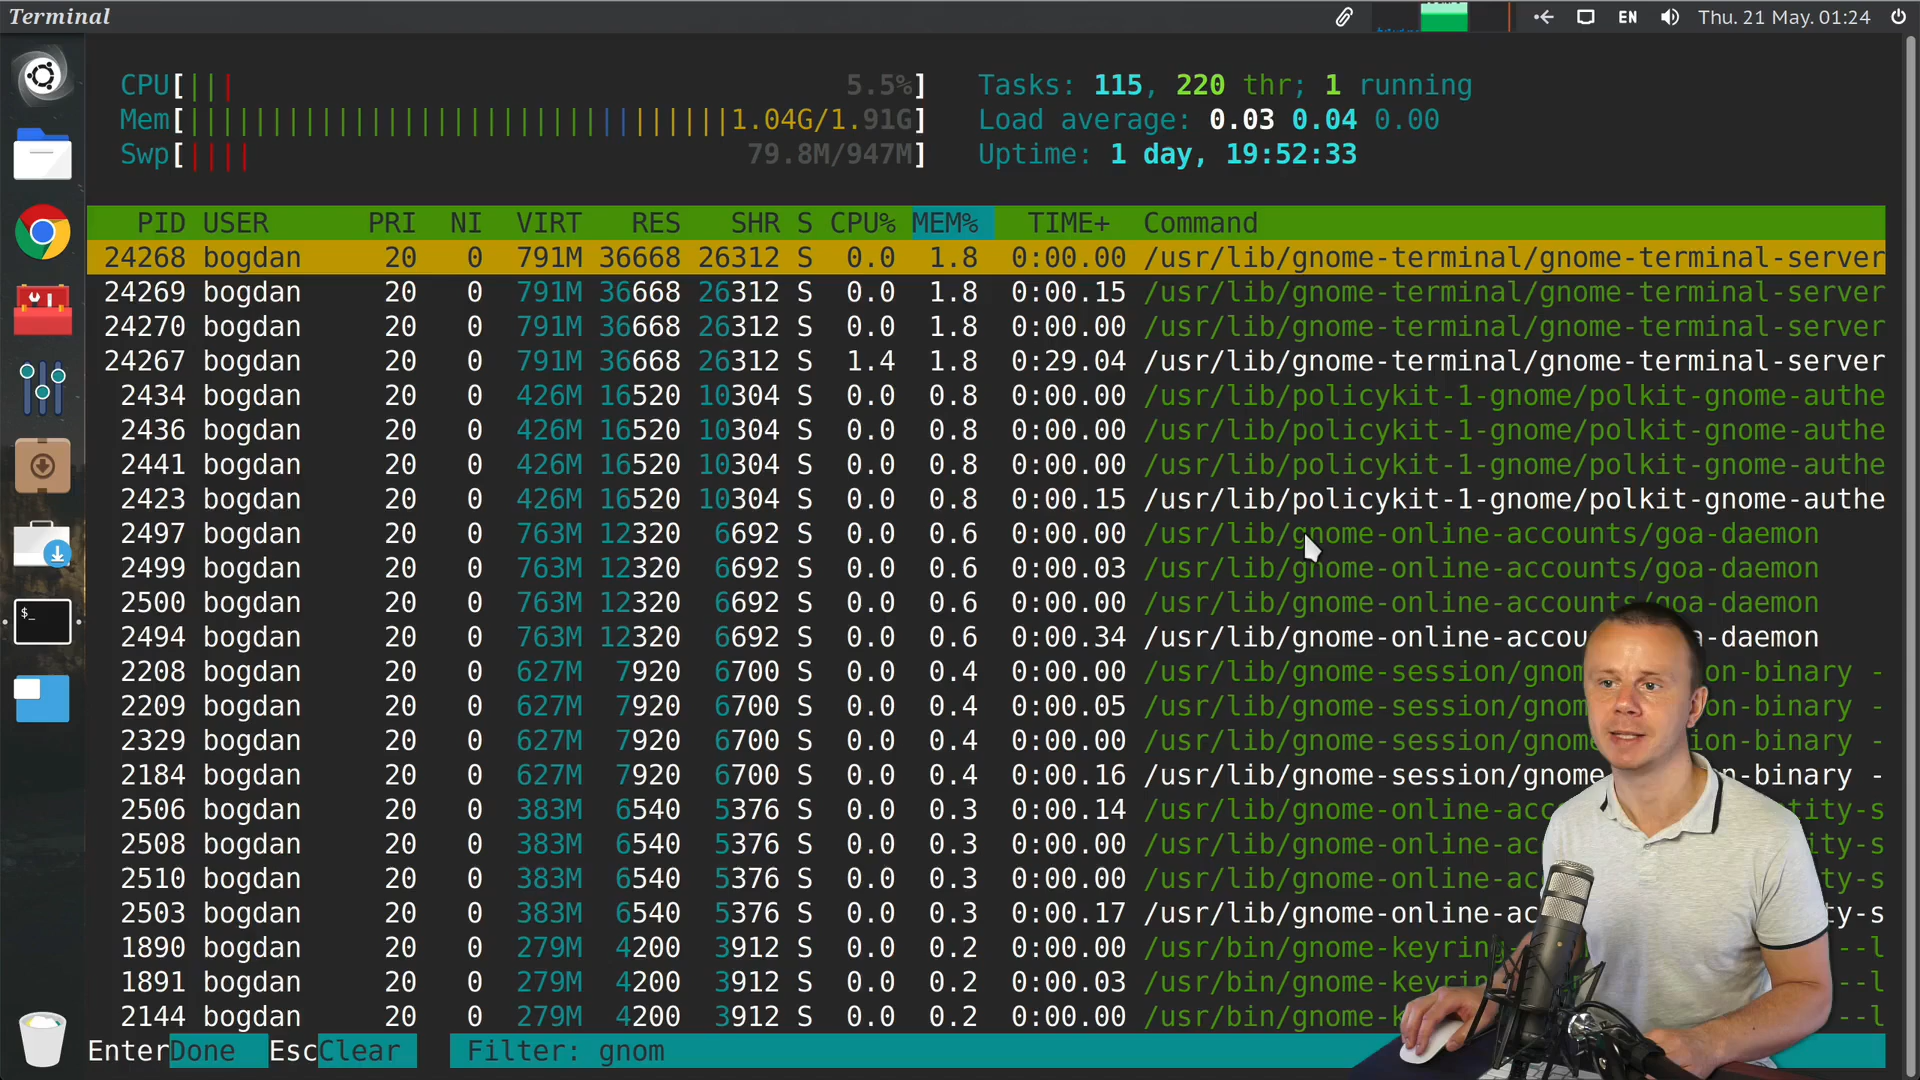 Terminal
EN
Thu. 21 May. 01:24
CPU[||| 5.5%] Tasks: 115, 220 thr; 1 running
Mem[|||||||||||||||||||||||||||||||||1.04G/1.91G] Load average: 0.03 0.04 0.00
Swp[|||| 79.8M/947M] Uptime: 1 day, 19:52:33
PID USER PRI NI VIRT RES SHR S CPU% MEM% TIME+ Command
24268 bogdan 20 0 791M 36668 26312 S 0.0 1.8 0:00.00 /usr/lib/gnome-terminal/gnome-terminal-server
24269 bogdan 20 0 791M 36668 26312 S 0.0 1.8 0:00.15 /usr/lib/gnome-terminal/gnome-terminal-server
24270 bogdan 20 0 791M 36668 26312 S 0.0 1.8 0:00.00 /usr/lib/gnome-terminal/gnome-terminal-server
24267 bogdan 20 0 791M 36668 26312 S 1.4 1.8 0:29.04 /usr/lib/gnome-terminal/gnome-terminal-server
2434 bogdan 20 0 426M 16520 10304 S 0.0 0.8 0:00.00 /usr/lib/policykit-1-gnome/polkit-gnome-authe
2436 bogdan 20 0 426M 16520 10304 S 0.0 0.8 0:00.00 /usr/lib/policykit-1-gnome/polkit-gnome-authe
2441 bogdan 20 0 426M 16520 10304 S 0.0 0.8 0:00.00 /usr/lib/policykit-1-gnome/polkit-gnome-authe
2423 bogdan 20 0 426M 16520 10304 S 0.0 0.8 0:00.15 /usr/lib/policykit-1-gnome/polkit-gnome-authe
2497 bogdan 20 0 763M 12320 6692 S 0.0 0.6 0:00.00 /usr/lib/gnome-online-accounts/goa-daemon
2499 bogdan 20 0 763M 12320 6692 S 0.0 0.6 0:00.03 /usr/lib/gnome-online-accounts/goa-daemon
2500 bogdan 20 0 763M 12320 6692 S 0.0 0.6 0:00.00 /usr/lib/gnome-online-accounts/goa-daemon
2494 bogdan 20 0 763M 12320 6692 S 0.0 0.6 0:00.34 /usr/lib/gnome-online-accou a-daemon
2208 bogdan 20 0 627M 7920 6700 S 0.0 0.4 0:00.00 /usr/lib/gnome-session/gnom on-binary -
2209 bogdan 20 0 627M 7920 6700 S 0.0 0.4 0:00.05 /usr/lib/gnome-session/gnom on-binary -
2329 bogdan 20 0 627M 7920 6700 S 0.0 0.4 0:00.00 /usr/lib/gnome-session/gnome ion-binary -
2184 bogdan 20 0 627M 7920 6700 S 0.0 0.4 0:00.16 /usr/lib/gnome-session/gnome n-binary -
2506 bogdan 20 0 383M 6540 5376 S 0.0 0.3 0:00.14 /usr/lib/gnome-online-acc tity-s
2508 bogdan 20 0 383M 6540 5376 S 0.0 0.3 0:00.00 /usr/lib/gnome-online-ac ity-s
2510 bogdan 20 0 383M 6540 5376 S 0.0 0.3 0:00.00 /usr/lib/gnome-online-ac ty-s
2503 bogdan 20 0 383M 6540 5376 S 0.0 0.3 0:00.17 /usr/lib/gnome-online-ac ty-s
1890 bogdan 20 0 279M 4200 3912 S 0.0 0.2 0:00.00 /usr/bin/gnome-keyring --l
1891 bogdan 20 0 279M 4200 3912 S 0.0 0.2 0:00.03 /usr/bin/gnome-keyrin --l
2144 bogdan 20 0 279M 4200 3912 S 0.0 0.2 0:00.00 /usr/bin/gnome-k --l
EnterDone EscClear Filter: gnom